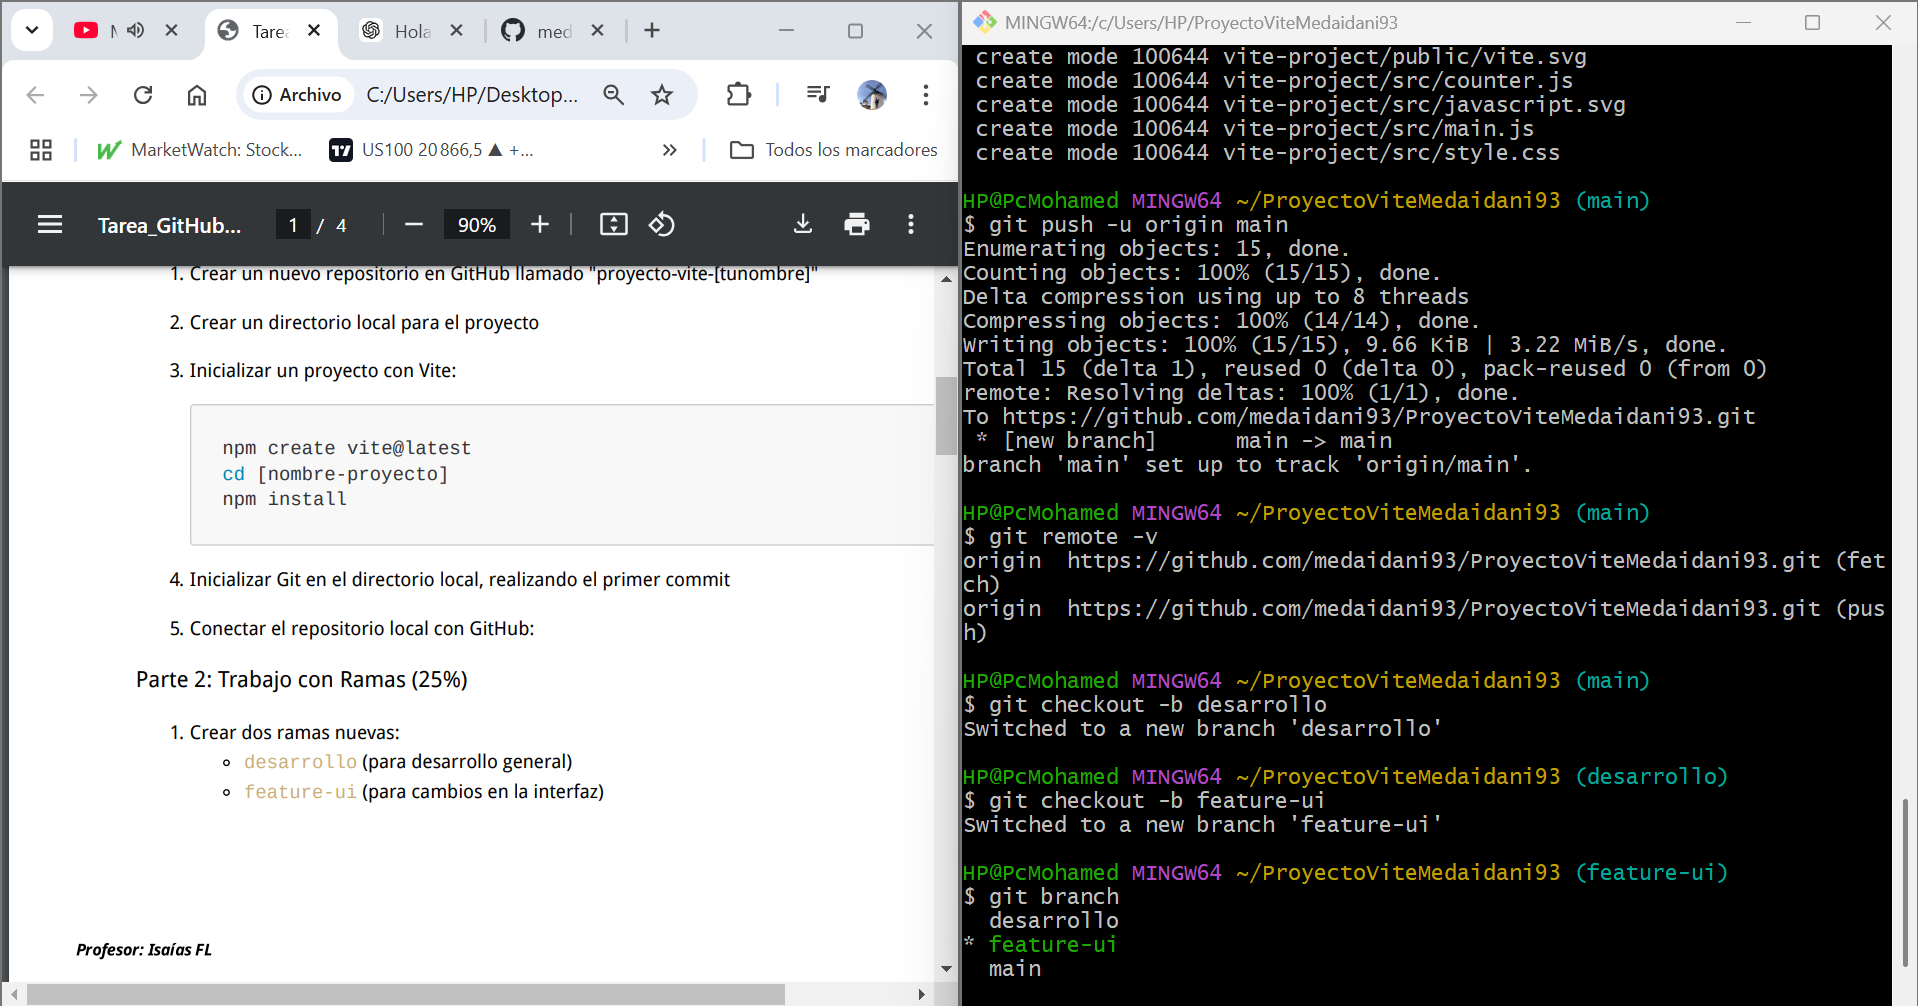 Tarea
Hola
med
Archivo
C:/Users/HP/Desktop...
MarketWatch: Stock...
US100 20 866,5 ▲ +...
»
Todos los marcadores
Tarea_GitHub...
1 / 4
90%
1. Crear un nuevo repositorio en GitHub llamado "proyecto-vite-[tunombre]"
2. Crear un directorio local para el proyecto
3. Inicializar un proyecto con Vite:
npm create vite@latest
cd [nombre-proyecto]
npm install
4. Inicializar Git en el directorio local, realizando el primer commit
5. Conectar el repositorio local con GitHub:
Parte 2: Trabajo con Ramas (25%)
1. Crear dos ramas nuevas:
desarrollo (para desarrollo general)
feature-ui (para cambios en la interfaz)
Profesor: Isaías FL
MINGW64:/c/Users/HP/ProyectoViteMedaidani93
create mode 100644 vite-project/public/vite.svg
create mode 100644 vite-project/src/counter.js
create mode 100644 vite-project/src/javascript.svg
create mode 100644 vite-project/src/main.js
create mode 100644 vite-project/src/style.css
HP@PcMohamed MINGW64 ~/ProyectoViteMedaidani93 (main)
$ git push -u origin main
Enumerating objects: 15, done.
Counting objects: 100% (15/15), done.
Delta compression using up to 8 threads
Compressing objects: 100% (14/14), done.
Writing objects: 100% (15/15), 9.66 KiB | 3.22 MiB/s, done.
Total 15 (delta 1), reused 0 (delta 0), pack-reused 0 (from 0)
remote: Resolving deltas: 100% (1/1), done.
To https://github.com/medaidani93/ProyectoViteMedaidani93.git
* [new branch]      main -> main
branch 'main' set up to track 'origin/main'.
HP@PcMohamed MINGW64 ~/ProyectoViteMedaidani93 (main)
$ git remote -v
origin  https://github.com/medaidani93/ProyectoViteMedaidani93.git (fet
ch)
origin  https://github.com/medaidani93/ProyectoViteMedaidani93.git (pus
h)
HP@PcMohamed MINGW64 ~/ProyectoViteMedaidani93 (main)
$ git checkout -b desarrollo
Switched to a new branch 'desarrollo'
HP@PcMohamed MINGW64 ~/ProyectoViteMedaidani93 (desarrollo)
$ git checkout -b feature-ui
Switched to a new branch 'feature-ui'
HP@PcMohamed MINGW64 ~/ProyectoViteMedaidani93 (feature-ui)
$ git branch
desarrollo
* feature-ui
main